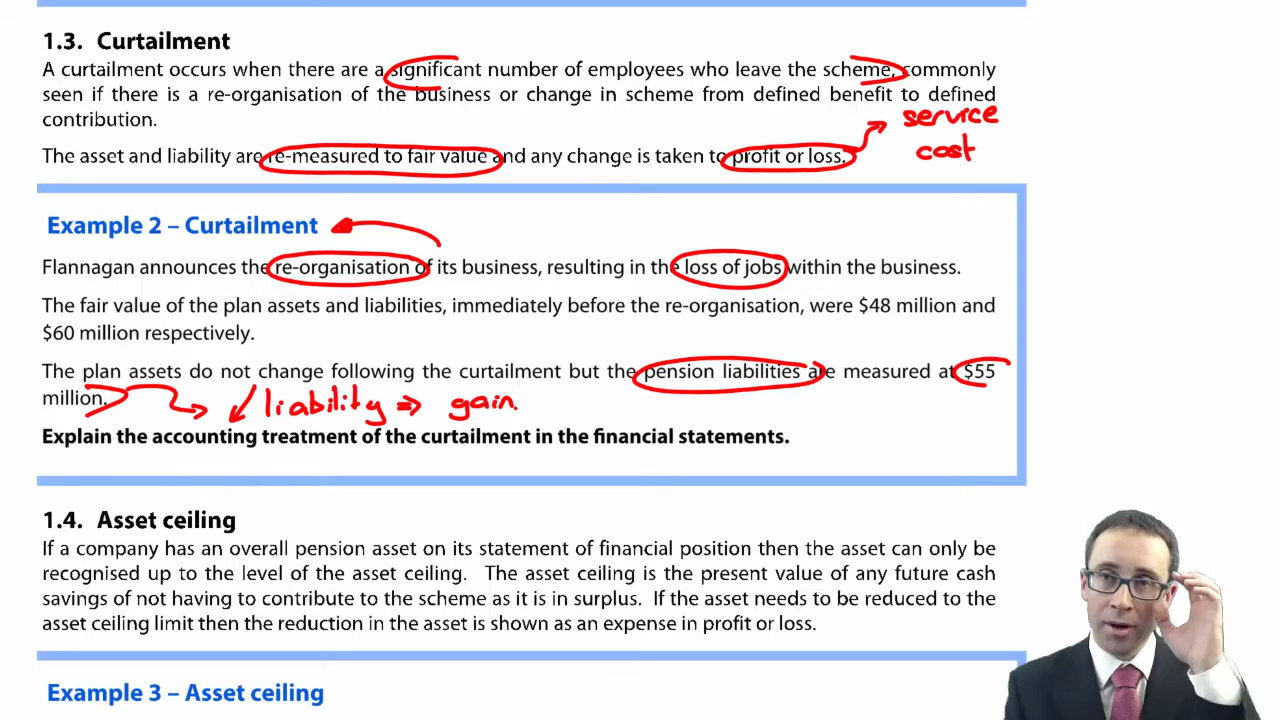 1.3. Curtailment
A curtailment occurs when there are a significant number of employees who leave the scheme, commonly
seen if there is a re-organisation of the business or change in scheme from defined benefit to defined
contribution.
service
cost
The asset and liability are re-measured to fair value and any change is taken to profit or loss.
Example 2 – Curtailment
Flannagan announces the re-organisation of its business, resulting in the loss of jobs within the business.
The fair value of the plan assets and liabilities, immediately before the re-organisation, were $48 million and
$60 million respectively.
The plan assets do not change following the curtailment but the pension liabilities are measured at $55
million.
↓ liability ⇒ gain.
Explain the accounting treatment of the curtailment in the financial statements.
1.4. Asset ceiling
If a company has an overall pension asset on its statement of financial position then the asset can only be
recognised up to the level of the asset ceiling. The asset ceiling is the present value of any future cash
savings of not having to contribute to the scheme as it is in surplus. If the asset needs to be reduced to the
asset ceiling limit then the reduction in the asset is shown as an expense in profit or loss.
Example 3 – Asset ceiling